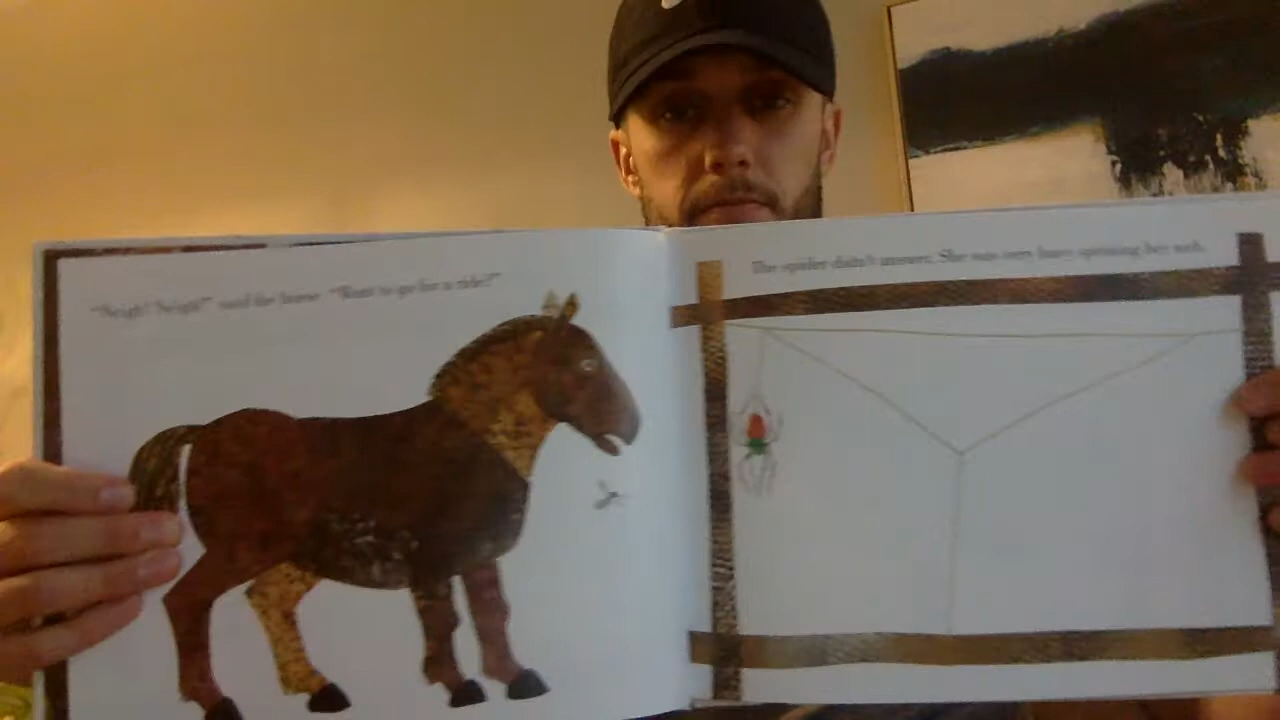 "Neigh! Neigh!" said the horse. "Want to go for a ride?"
The spider didn't answer. She was very busy spinning her web.